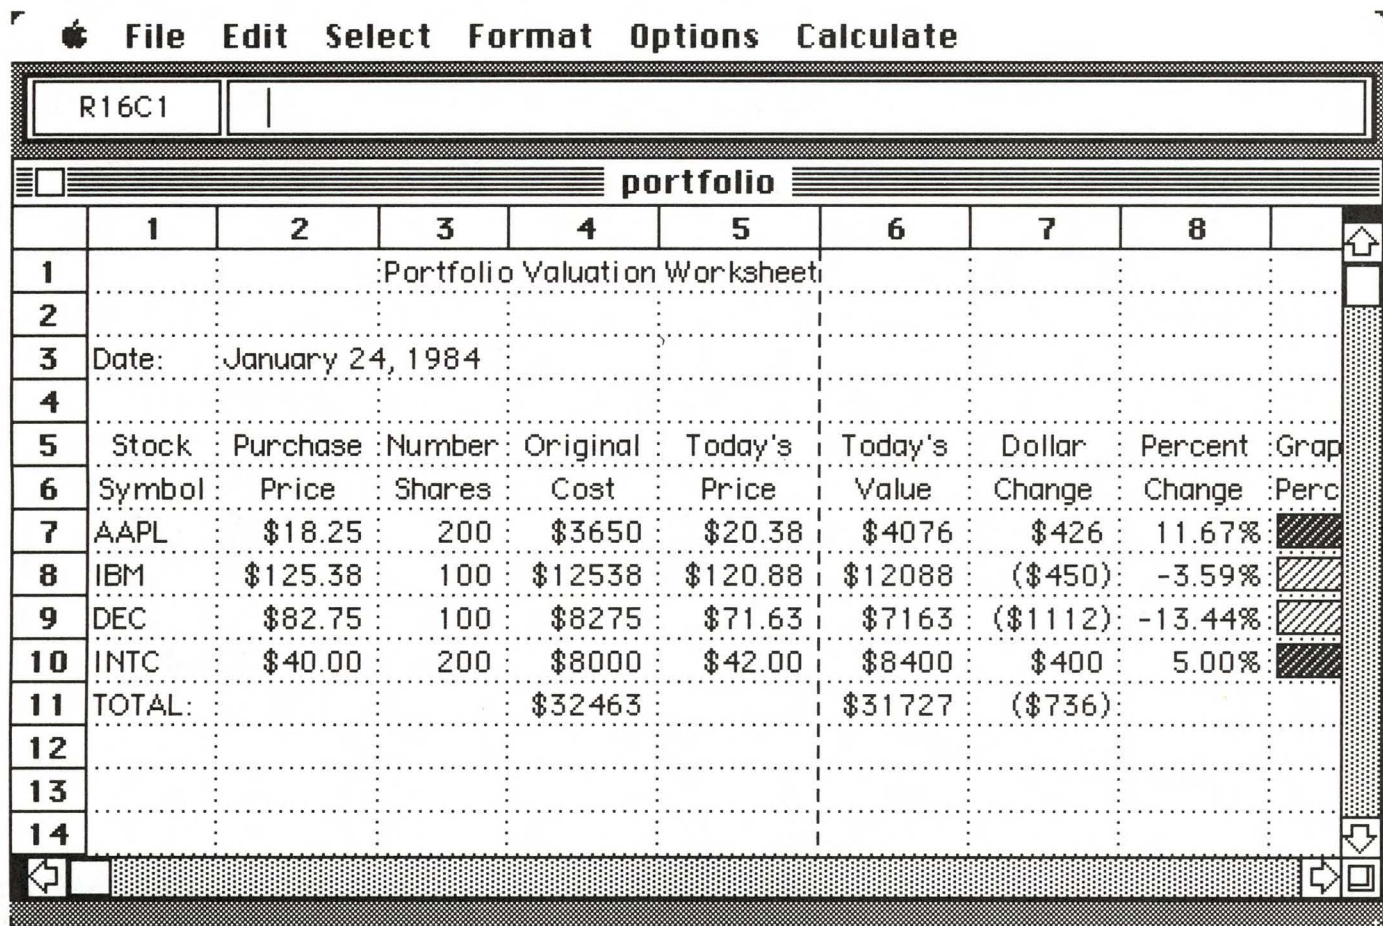 File Edit Select Format Options Calculate
R16C1
portfolio
1 2 3 4 5 6 7 8
1 Portfolio Valuation Worksheet
2
3 Date: January 24, 1984
4
5 Stock Purchase Number Original Today's Today's Dollar Percent Grap
6 Symbol Price Shares Cost Price Value Change Change Perc
7 AAPL $18.25 200 $3650 $20.38 $4076 $426 11.67%
8 IBM $125.38 100 $12538 $120.88 $12088 ($450) -3.59%
9 DEC $82.75 100 $8275 $71.63 $7163 ($1112) -13.44%
10 INTC $40.00 200 $8000 $42.00 $8400 $400 5.00%
11 TOTAL: $32463 $31727 ($736)
12
13
14